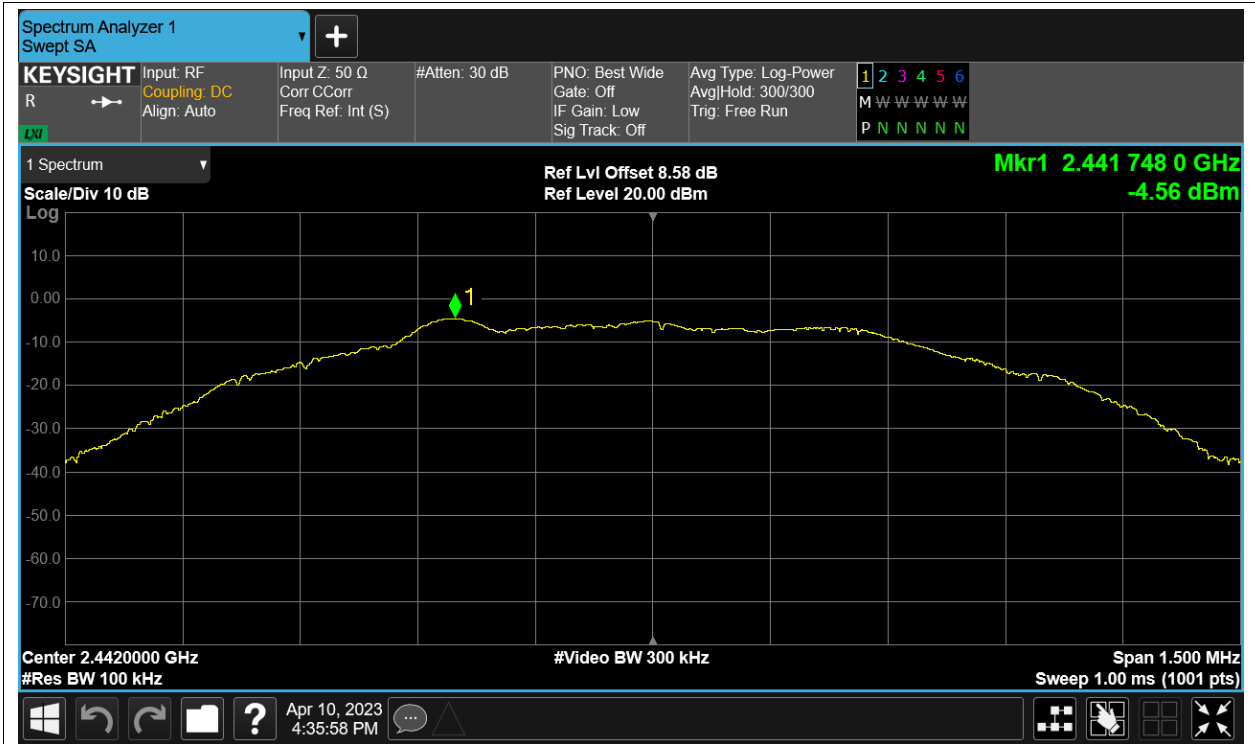 Spectrum Analyzer 1
Swept SA
KEYSIGHT
R
LXI
Input: RF
Coupling: DC
Align: Auto
Input Z: 50 Ω
Corr CCorr
Freq Ref: Int (S)
#Atten: 30 dB
PNO: Best Wide
Gate: Off
IF Gain: Low
Sig Track: Off
Avg Type: Log-Power
Avg|Hold: 300/300
Trig: Free Run
1 2 3 4 5 6
M W W W W W
P N N N N N
1 Spectrum
Scale/Div 10 dB
Log
Ref Lvl Offset 8.58 dB
Ref Level 20.00 dBm
Mkr1 2.441 748 0 GHz
-4.56 dBm
10.0
0.00
1
-10.0
-20.0
-30.0
-40.0
-50.0
-60.0
-70.0
Center 2.4420000 GHz
#Video BW 300 kHz
Span 1.500 MHz
#Res BW 100 kHz
Sweep 1.00 ms (1001 pts)
?
Apr 10, 2023
4:35:58 PM